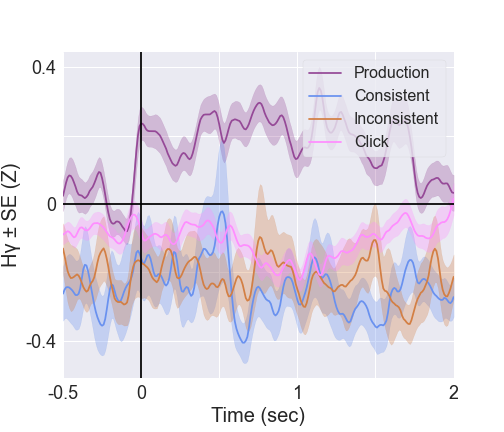 Production
Consistent
Inconsistent
Click
Hγ ± SE (Z)
0.4
0
-0.4
-0.5
0
1
2
Time (sec)